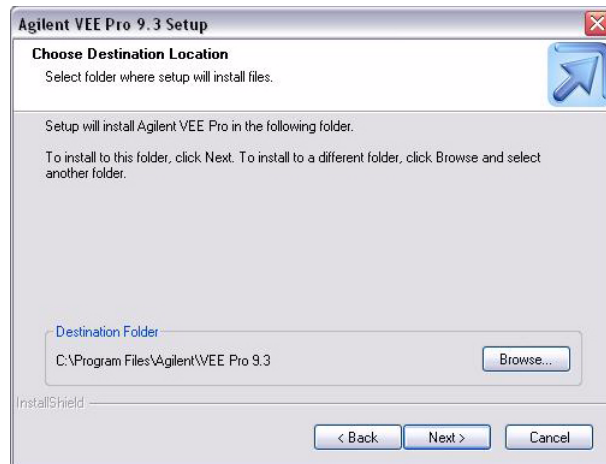 Agilent VEE Pro 9.3 Setup
Choose Destination Location
Select folder where setup will install files.
Setup will install Agilent VEE Pro in the following folder.
To install to this folder, click Next. To install to a different folder, click Browse and select
another folder.
Destination Folder
C:\Program Files\Agilent\VEE Pro 9.3
Browse...
InstallShield
< Back
Next >
Cancel